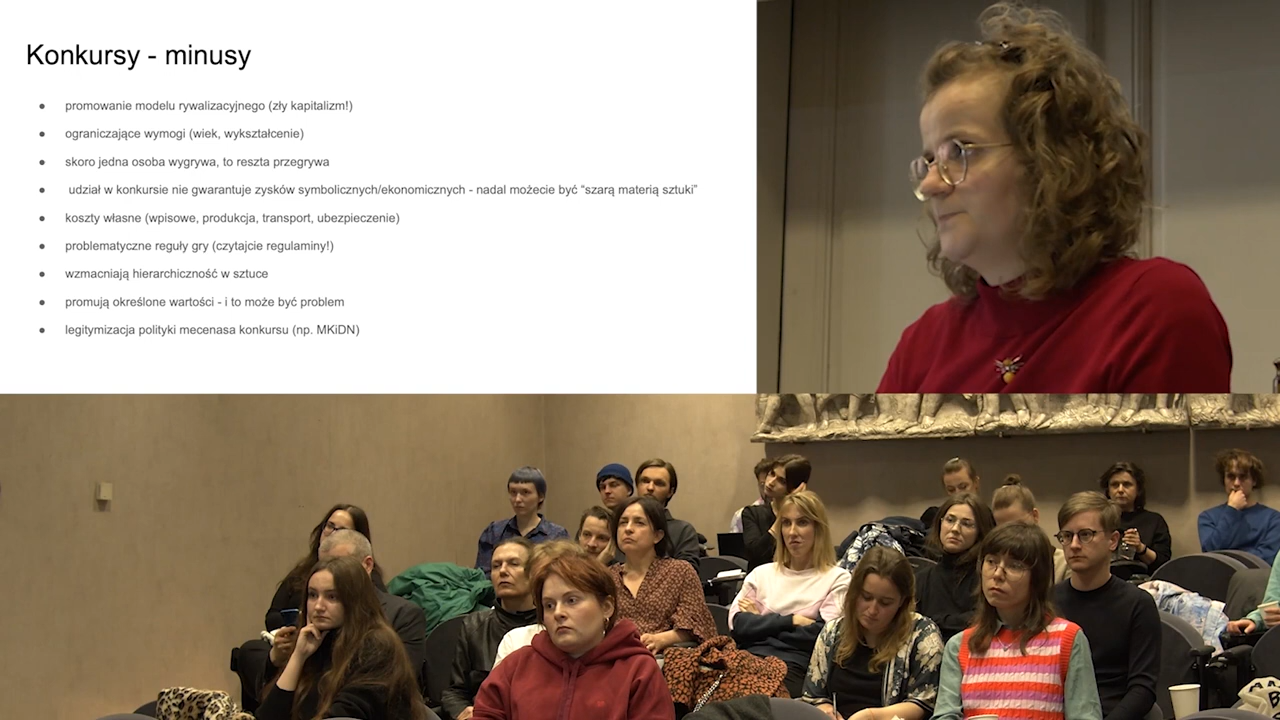 Konkursy - minusy
promowanie modelu rywalizacyjnego (zły kapitalizm!)
ograniczające wymogi (wiek, wykształcenie)
skoro jedna osoba wygrywa, to reszta przegrywa
udział w konkursie nie gwarantuje zysków symbolicznych/ekonomicznych - nadal możecie być “szarą materią sztuki”
koszty własne (wpisowe, produkcja, transport, ubezpieczenie)
problematyczne reguły gry (czytajcie regulaminy!)
wzmacniają hierarchiczność w sztuce
promują określone wartości - i to może być problem
legitymizacja polityki mecenasa konkursu (np. MKiDN)